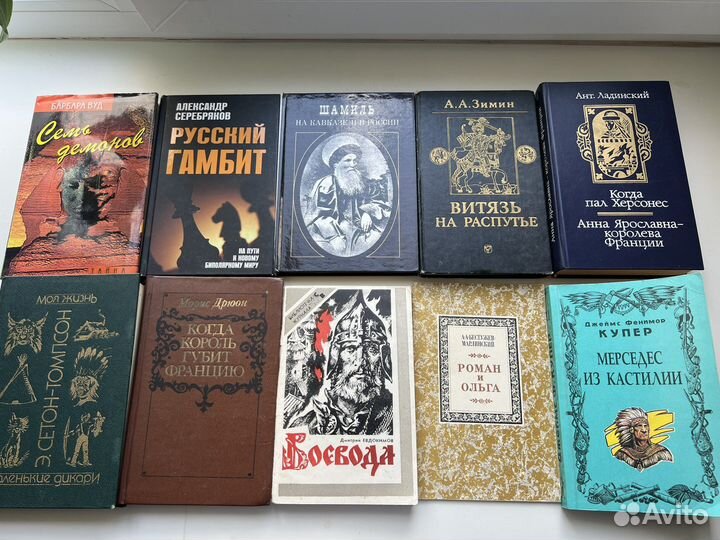 БАРБАРА ВУД
Семь
демонов
ТАЙНА
АЛЕКСАНДР
СЕРЕБРЯКОВ
РУССКИЙ
ГАМБИТ
НА ПУТИ
К НОВОМУ
БИПОЛЯРНОМУ МИРУ
ШАМИЛЬ
НА КАВКАЗЕ И В РОССИИ
А.А.ЗИМИН
ВИТЯЗЬ
НА РАСПУТЬЕ
Ант. Ладинский
Когда
пал Херсонес
Анна Ярославна-
королева
Франции
МОЯ ЖИЗНЬ
Э. СЕТОН-ТОМПСОН
маленькие дикари
Морис Дрюон
КОГДА
КОРОЛЬ
ГУБИТ
ФРАНЦИЮ
Дмитрий ЕВДОКИМОВ
Воевода
А.А.БЕСТУЖЕВ-
МАРЛИНСКИЙ
РОМАН
И
ОЛЬГА
Джеймс Фенимор
КУПЕР
МЕРСЕДЕС
ИЗ КАСТИЛИИ
Avito